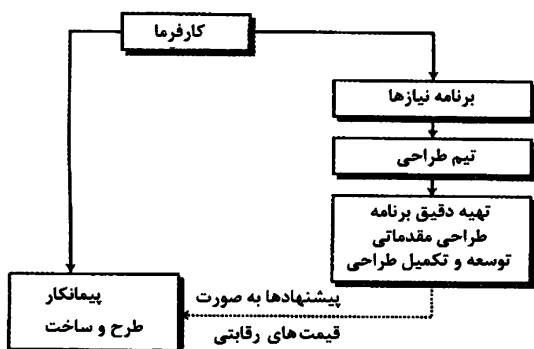 کارفرما
برنامه نیازها
تیم طراحی
تهیه دقیق برنامه
طراحی مقدماتی
توسعه و تکمیل طراحی
پیشنهادها به صورت
قیمت‌های رقابتی
پیمانکار
طرح و ساخت